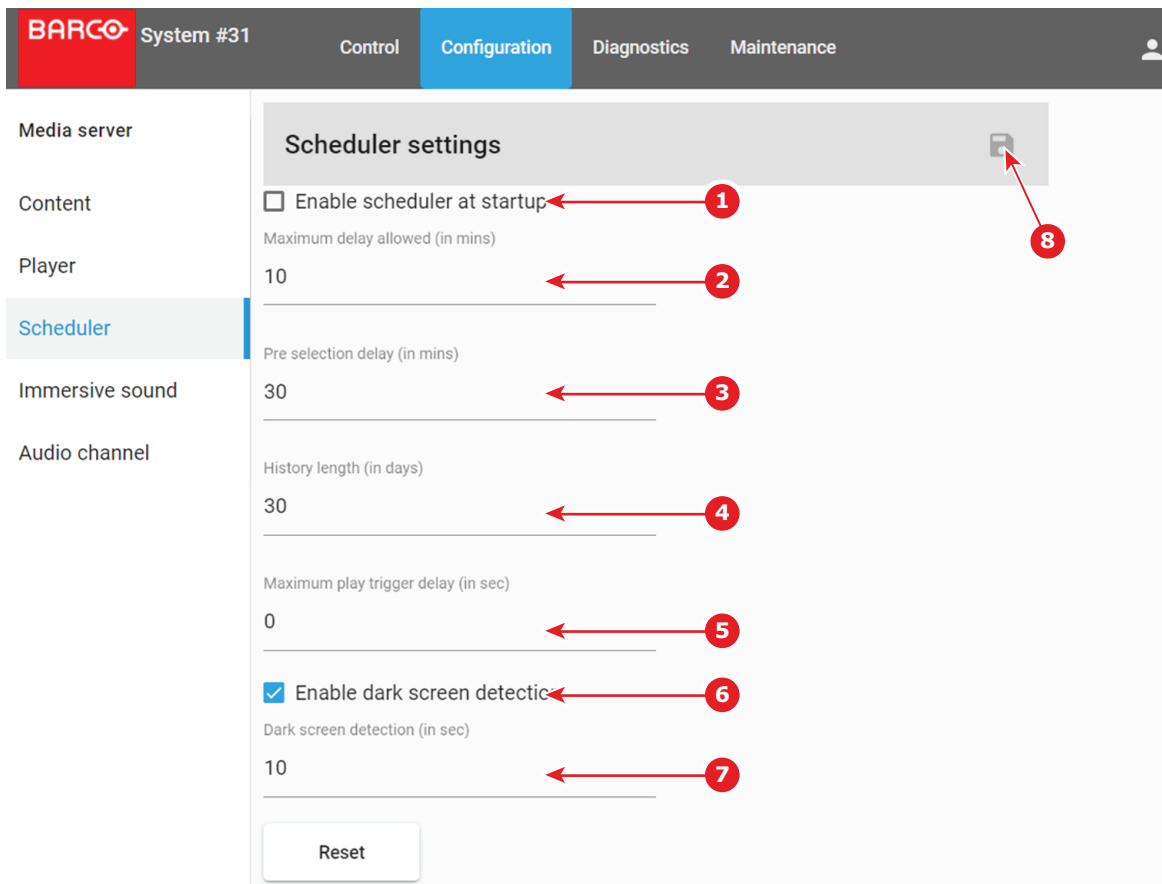 BARCO System #31 Control Configuration Diagnostics Maintenance
Media server
Content
Player
Scheduler
Immersive sound
Audio channel
Scheduler settings
8
Enable scheduler at startup 1
Maximum delay allowed (in mins)
10 2
Pre selection delay (in mins)
30 3
History length (in days)
30 4
Maximum play trigger delay (in sec)
0 5
Enable dark screen detectio 6
Dark screen detection (in sec)
10 7
Reset